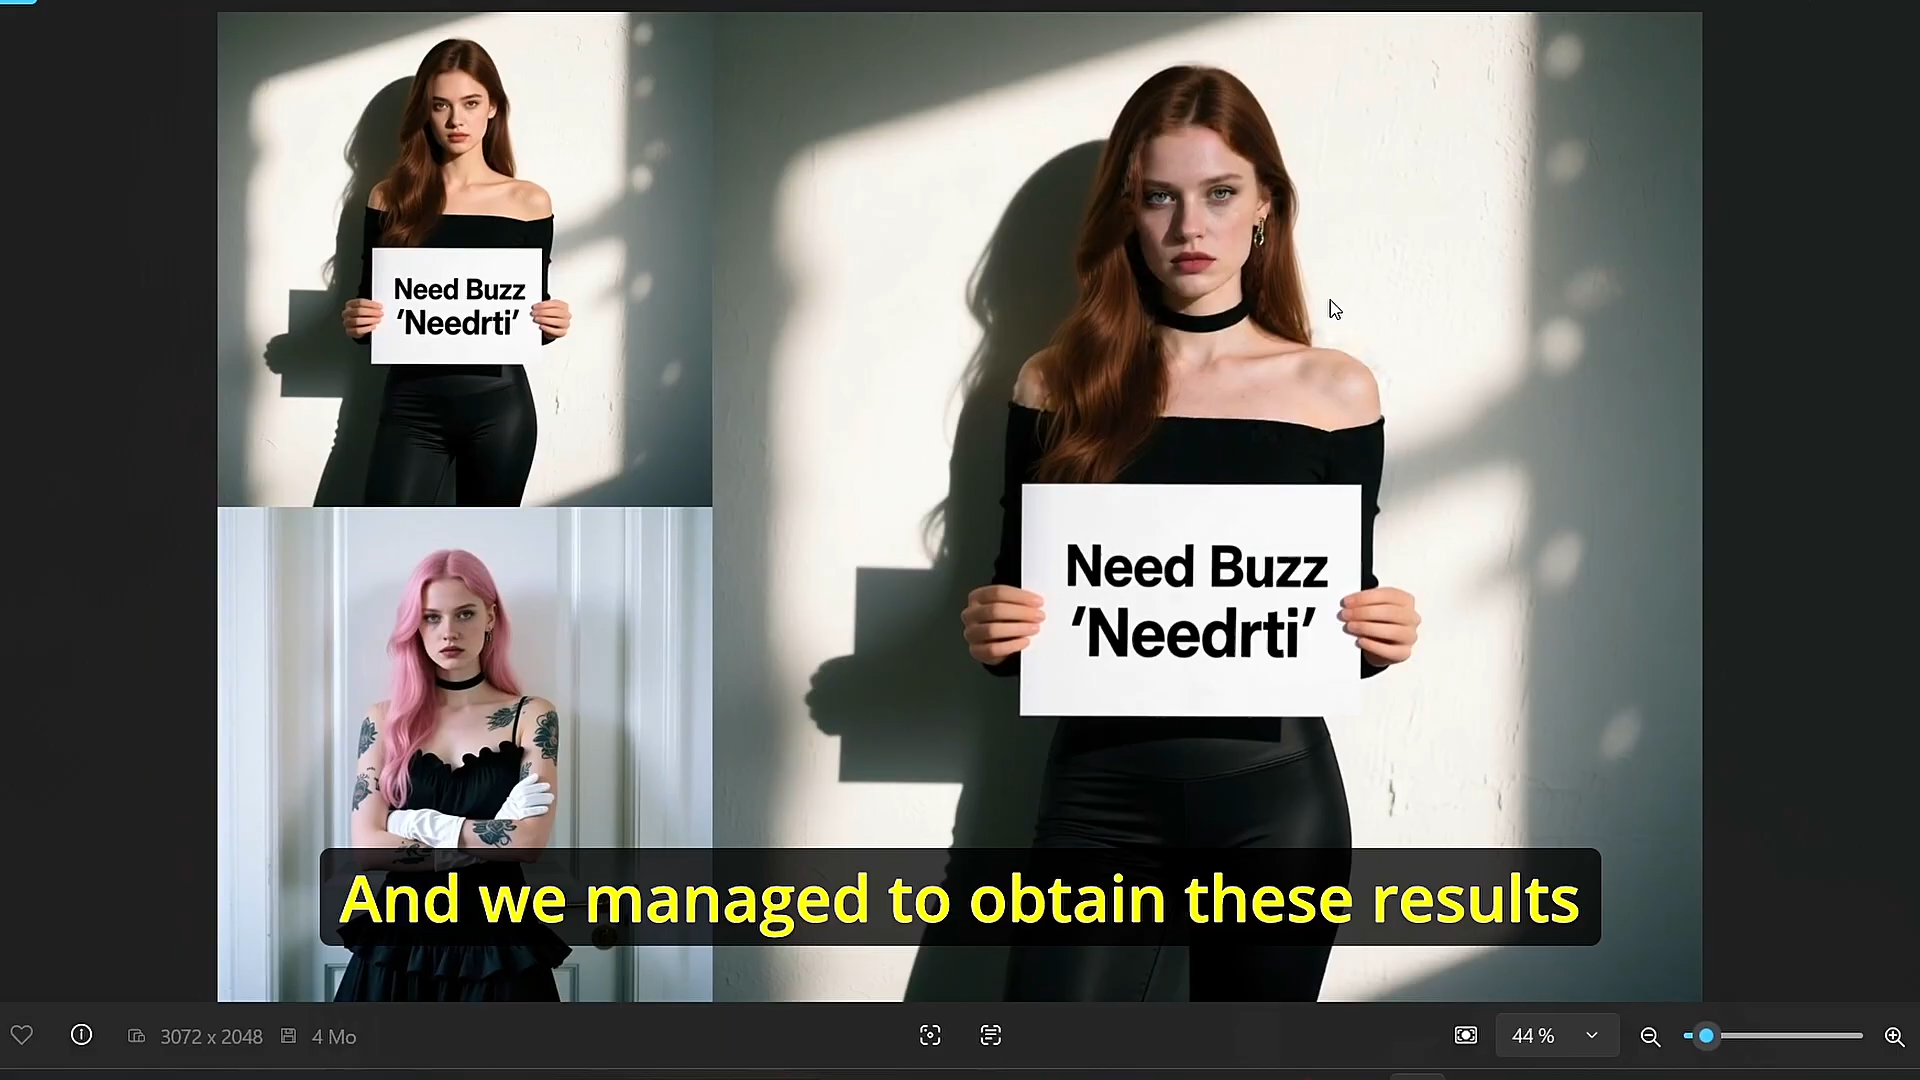 Need Buzz
‘Needrti’
Need Buzz
‘Needrti’
And we managed to obtain these results
3072 x 2048
4 Mo
44 %